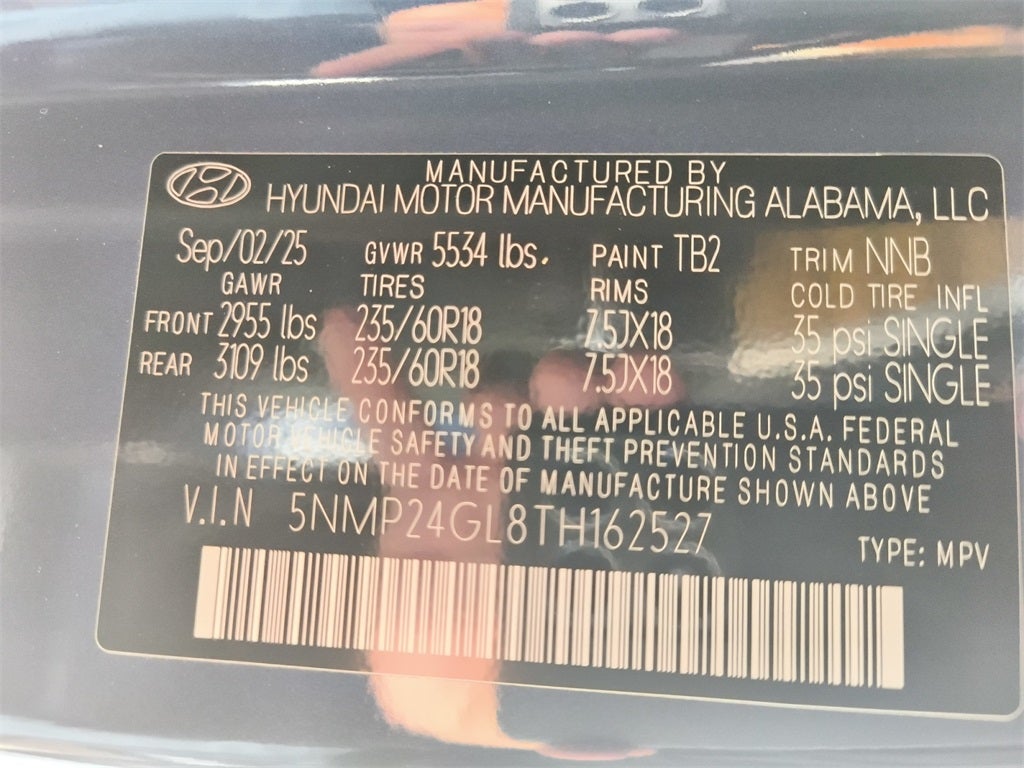 MANUFACTURED BY
HYUNDAI MOTOR MANUFACTURING ALABAMA, LLC
Sep/02/25 GVWR 5534 lbs. PAINT TB2 TRIM NNB
GAWR TIRES RIMS COLD TIRE INFL
FRONT 2955 lbs 235/60R18 7.5JX18 35 psi SINGLE
REAR 3109 lbs 235/60R18 7.5JX18 35 psi SINGLE
THIS VEHICLE CONFORMS TO ALL APPLICABLE U.S.A. FEDERAL
MOTOR VEHICLE SAFETY AND THEFT PREVENTION STANDARDS
IN EFFECT ON THE DATE OF MANUFACTURE SHOWN ABOVE
V.I.N 5NMP24GL8TH162527
TYPE: MPV